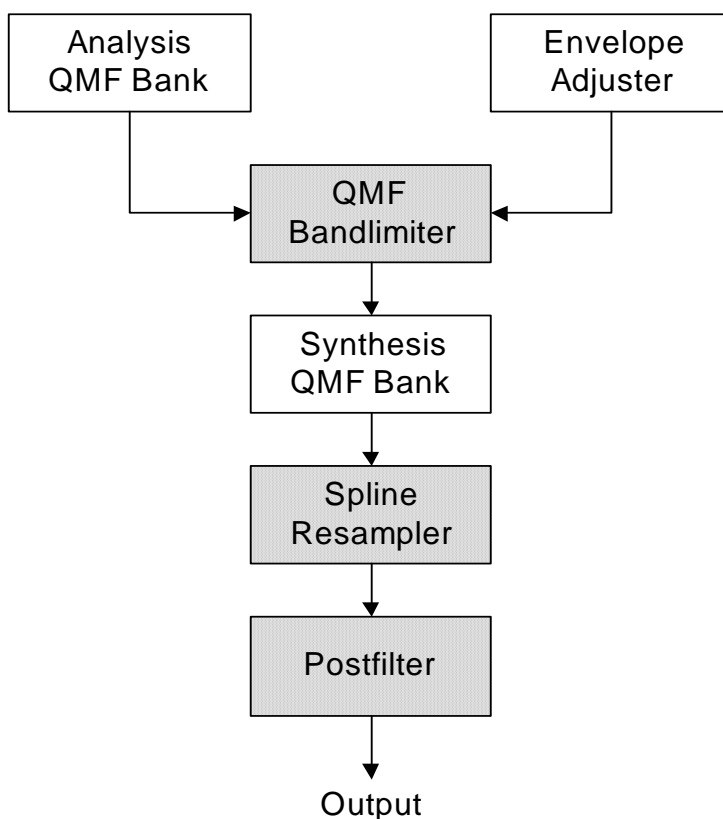 Analysis
QMF Bank
Envelope
Adjuster
QMF
Bandlimiter
Synthesis
QMF Bank
Spline
Resampler
Postfilter
Output